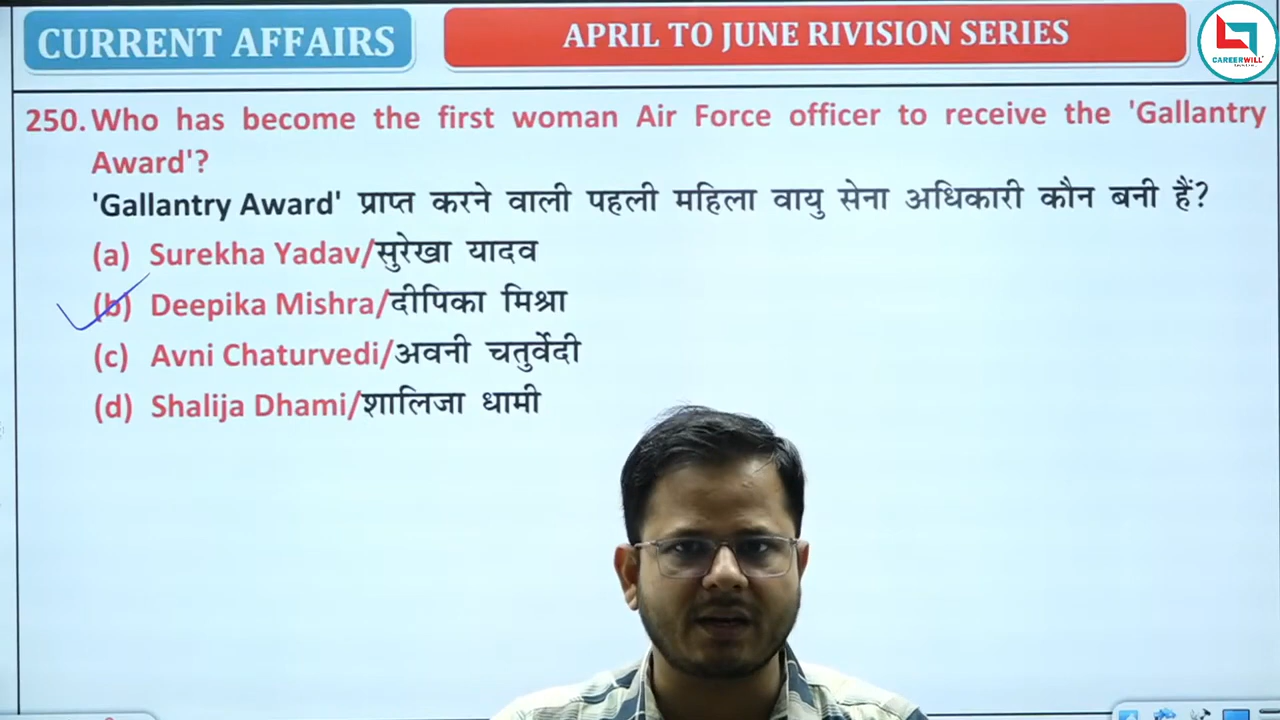 CURRENT AFFAIRS
APRIL TO JUNE RIVISION SERIES
CAREERWILL
250. Who has become the first woman Air Force officer to receive the 'Gallantry
Award'?
'Gallantry Award' प्राप्त करने वाली पहली महिला वायु सेना अधिकारी कौन बनी हैं?
(a) Surekha Yadav/सुरेखा यादव
(b) Deepika Mishra/दीपिका मिश्रा
(c) Avni Chaturvedi/अवनी चतुर्वेदी
(d) Shalija Dhami/शालिजा धामी